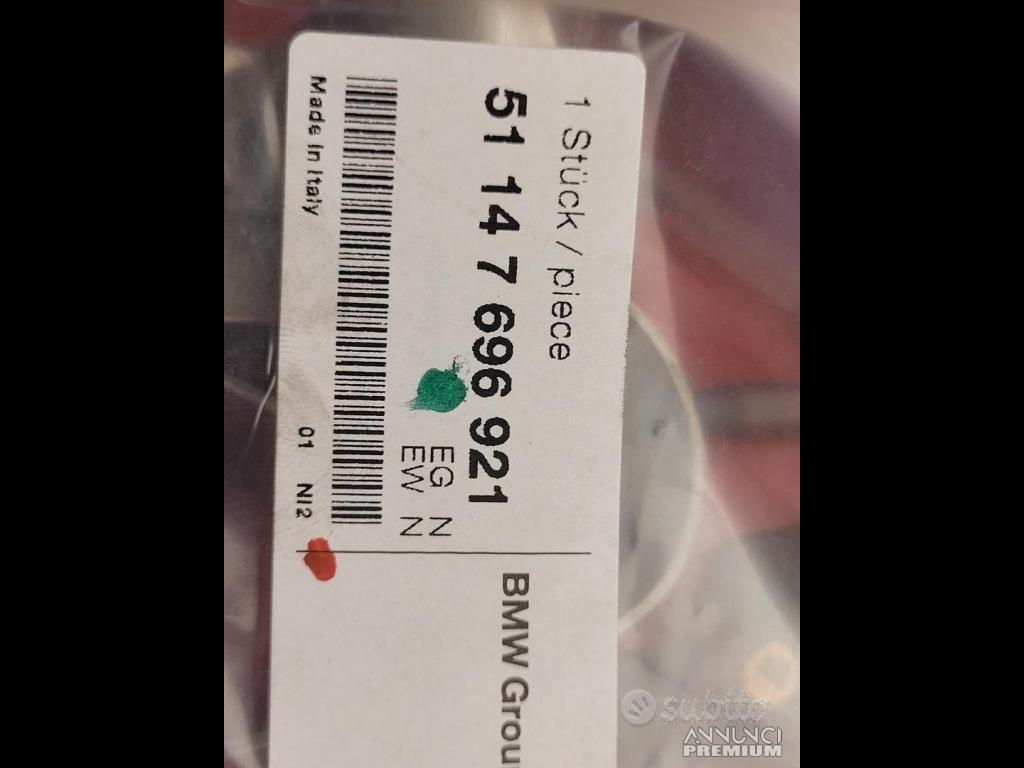 1 Stück / piece
51 14 7 696 921
EG N
EW N
Made in Italy
01 NI2
BMW Grou
subito
ANNUNCI
PREMIUM